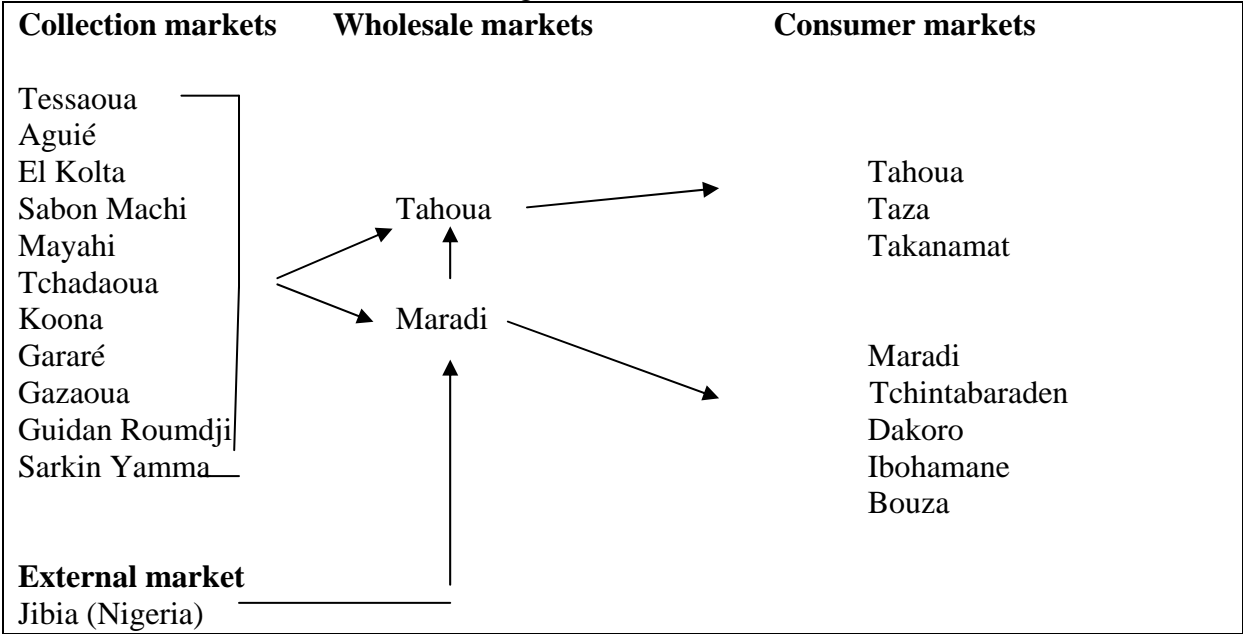 Collection markets Wholesale markets Consumer markets
Tessaoua
Aguié
El Kolta Tahoua
Sabon Machi Tahoua Taza
Mayahi Takanamat
Tchadaoua
Koona Maradi
Gararé Maradi
Gazaoua Tchintabaraden
Guidan Roumdji Dakoro
Sarkin Yamma Ibohamane
Bouza
External market
Jibia (Nigeria)